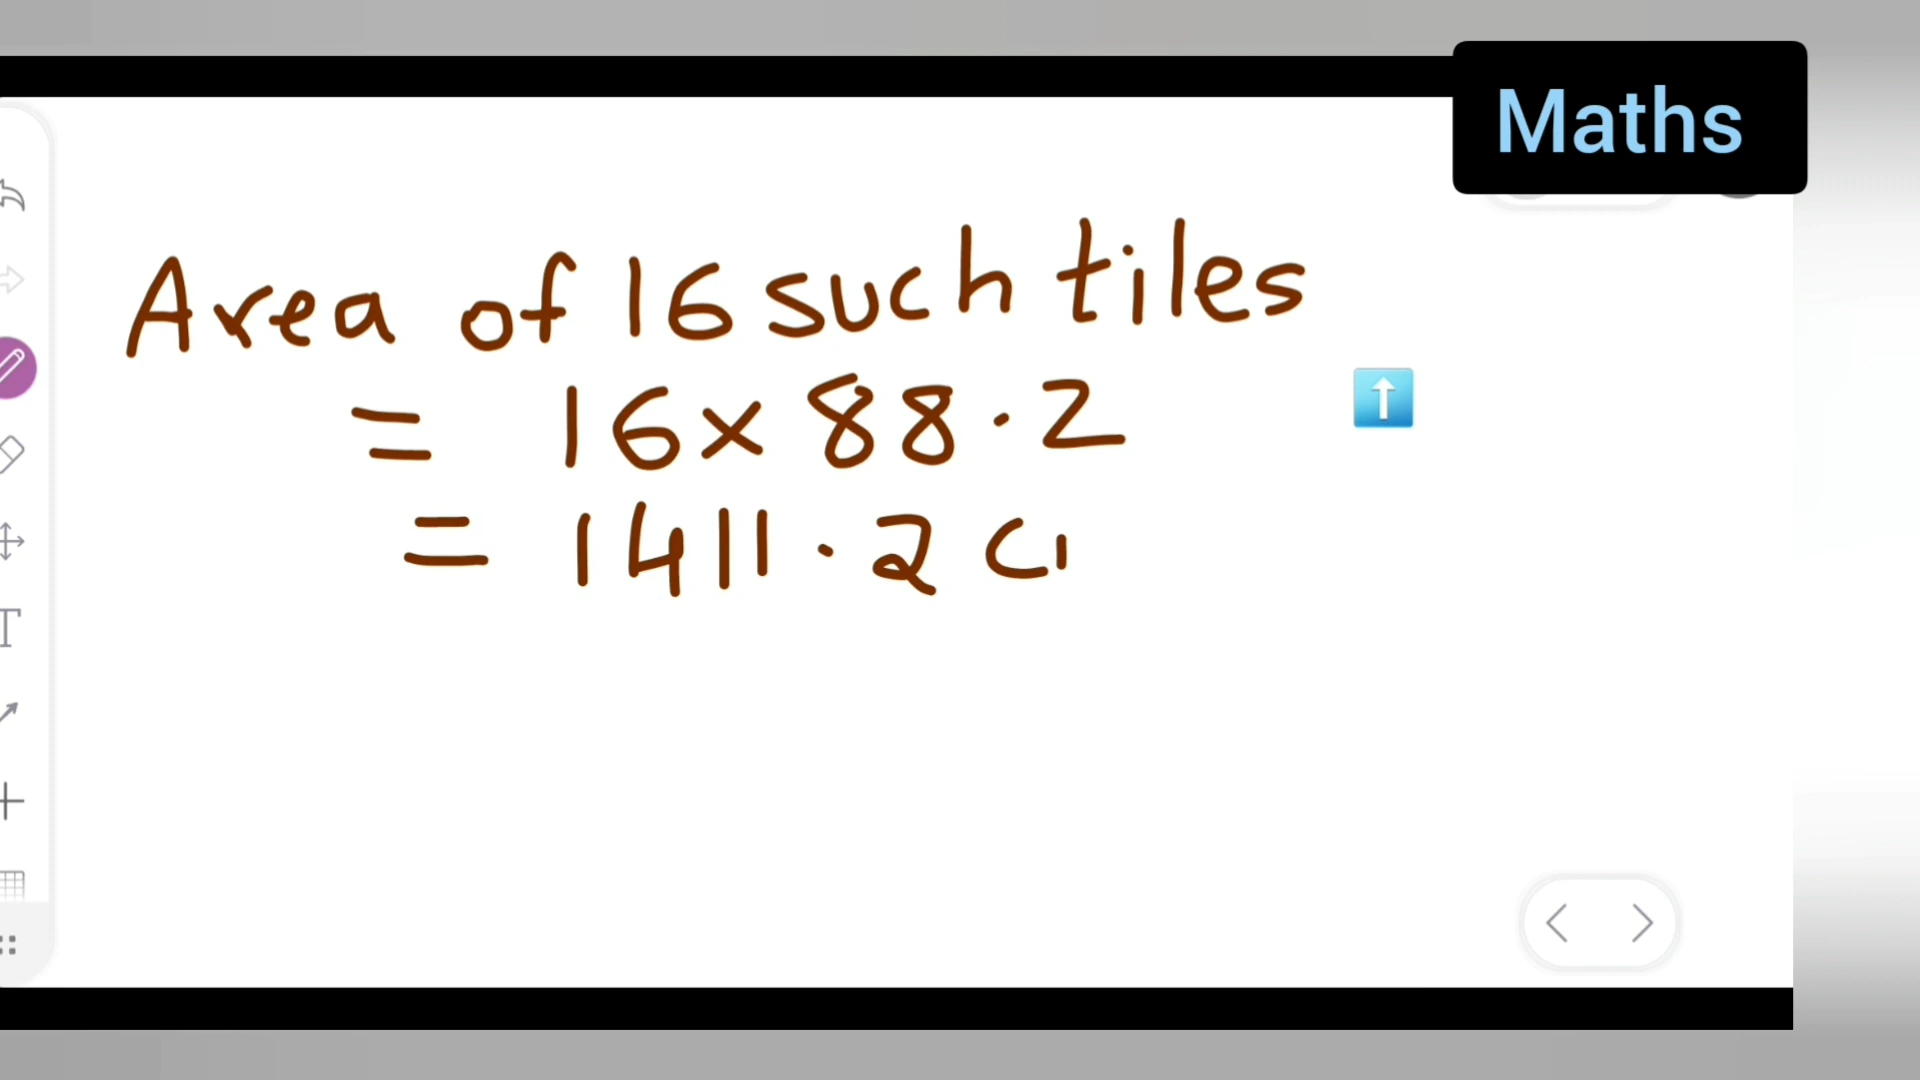 Maths
Area of 16 such tiles
= 16 × 88.2
= 1411.2 c